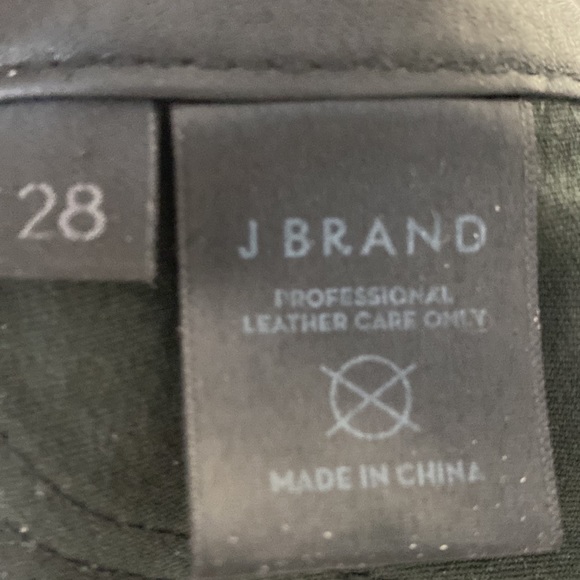 28
J BRAND
PROFESSIONAL
LEATHER CARE ONLY
MADE IN CHINA